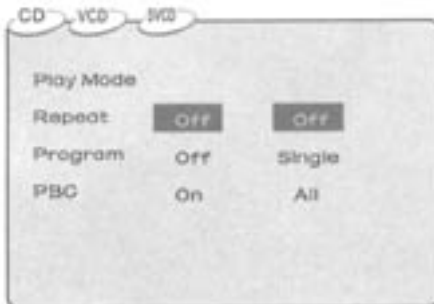 CD VCD SVCD
Play Mode
Repeat Off Off
Program Off Single
PBC On All